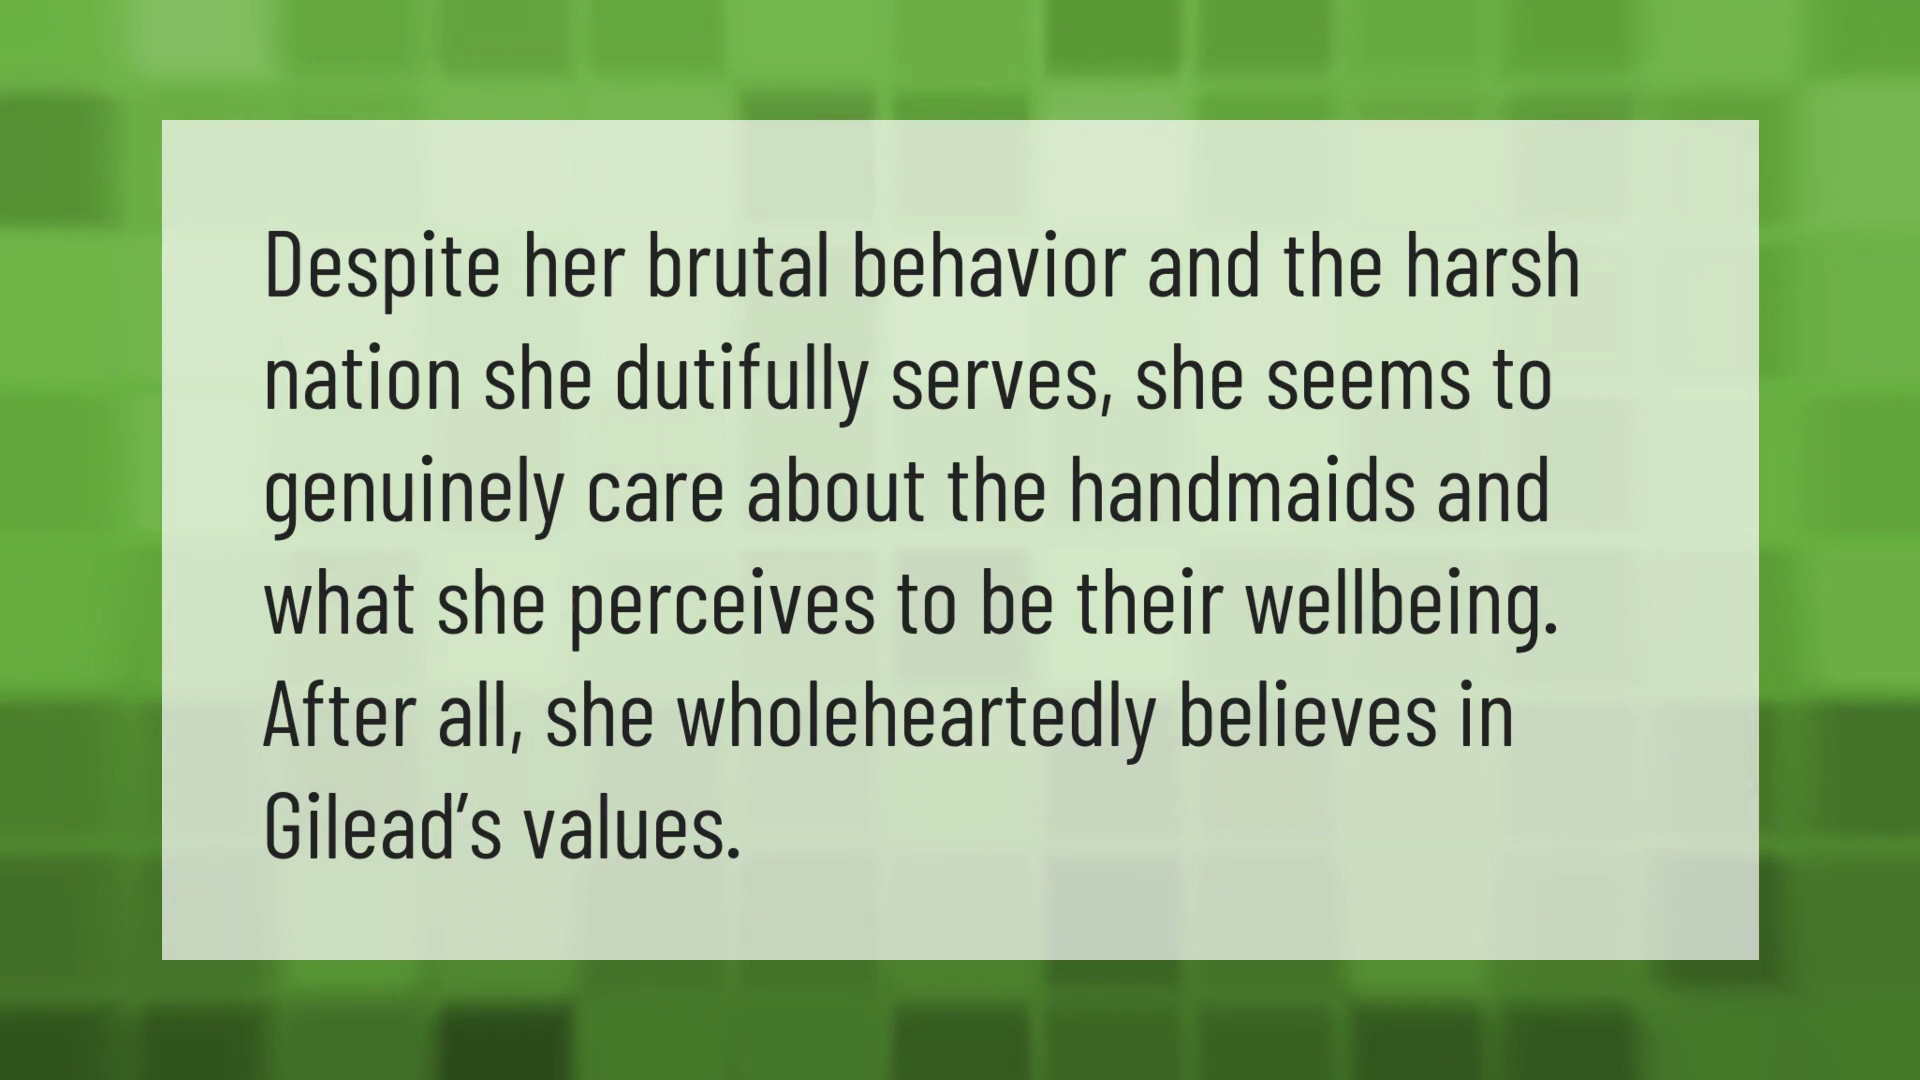 Despite her brutal behavior and the harsh
nation she dutifully serves, she seems to
genuinely care about the handmaids and
what she perceives to be their wellbeing.
After all, she wholeheartedly believes in
Gilead’s values.